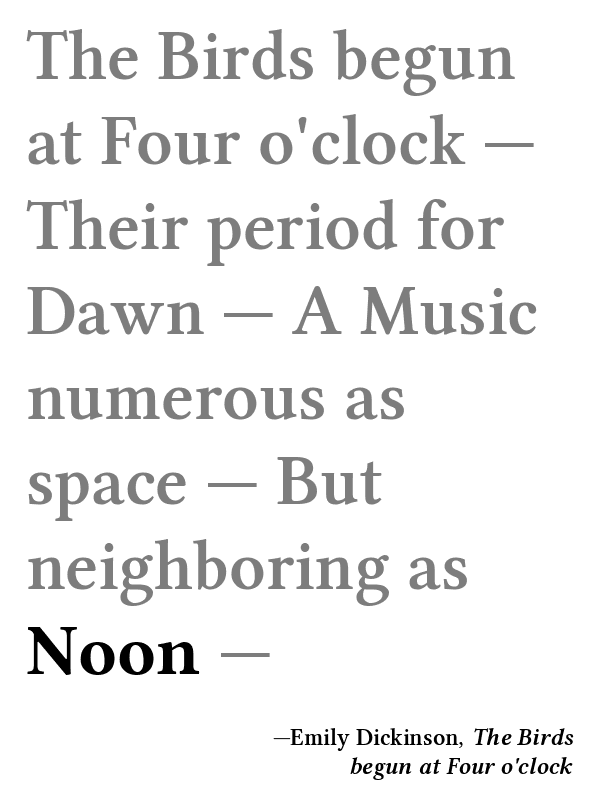 The Birds begun
at Four o'clock —
Their period for
Dawn — A Music
numerous as
space — But
neighboring as
Noon —
—Emily Dickinson, The Birds
begun at Four o'clock